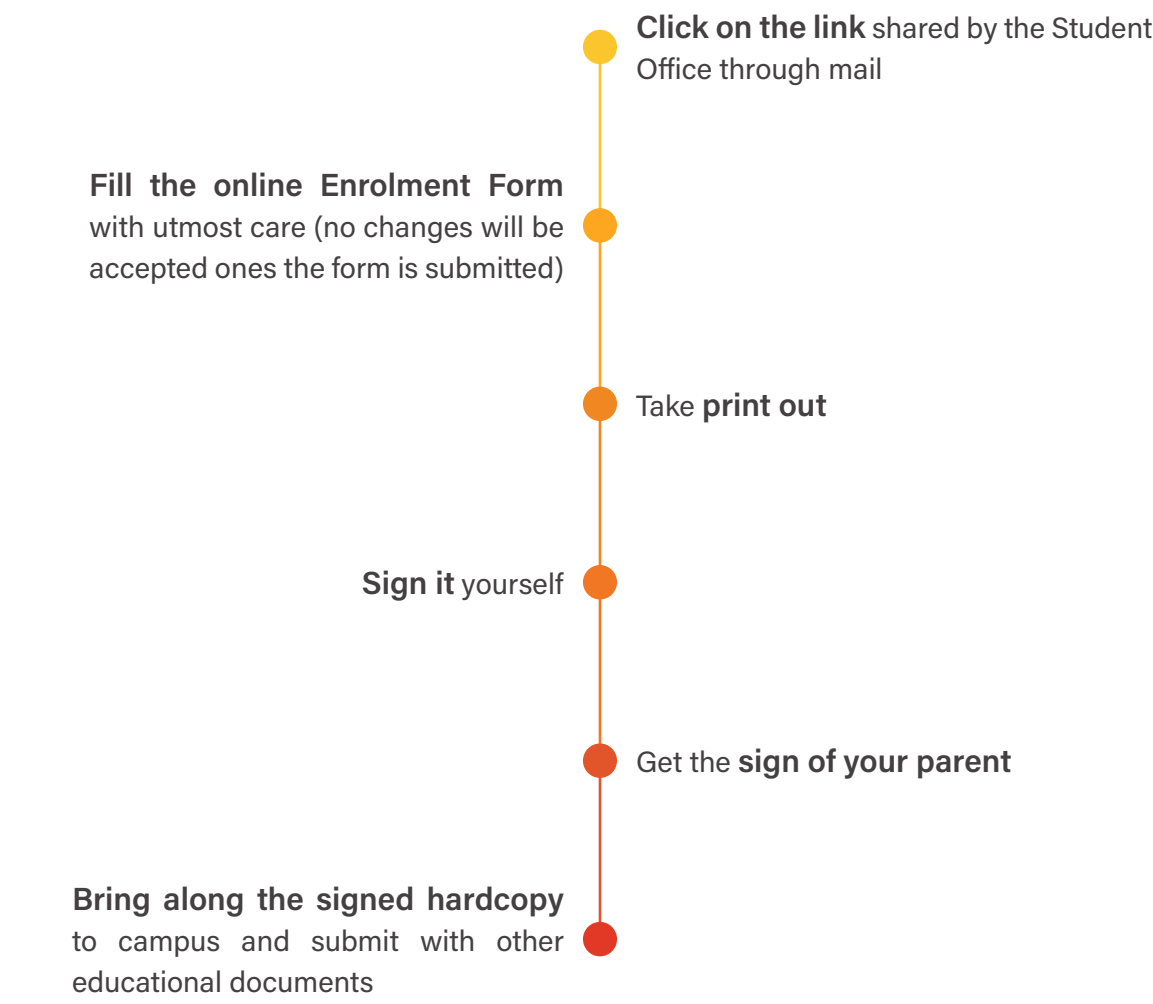 Click on the link shared by the Student
Office through mail
Fill the online Enrolment Form
with utmost care (no changes will be
accepted ones the form is submitted)
Take print out
Sign it yourself
Get the sign of your parent
Bring along the signed hardcopy
to campus and submit with other
educational documents